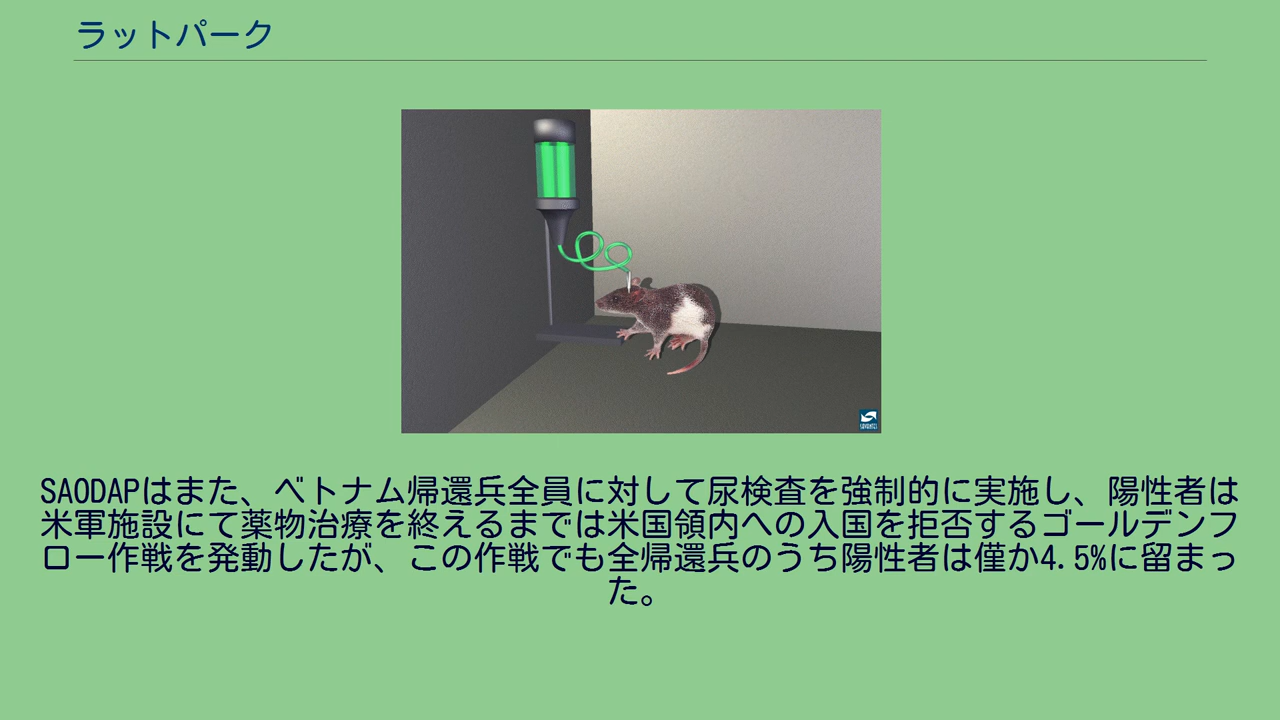 ラットパーク
SAODAPはまた、ベトナム帰還兵全員に対して尿検査を強制的に実施し、陽性者は
米軍施設にて薬物治療を終えるまでは米国領内への入国を拒否するゴールデンフ
ロー作戦を発動したが、この作戦でも全帰還兵のうち陽性者は僅か4.5%に留まっ
た。